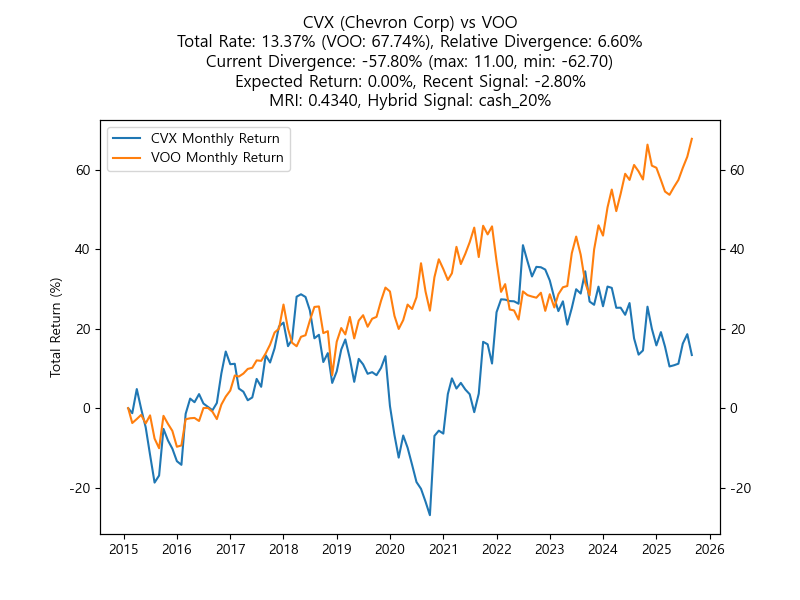 CVX (Chevron Corp) vs VOO
Total Rate: 13.37% (VOO: 67.74%), Relative Divergence: 6.60%
Current Divergence: -57.80% (max: 11.00, min: -62.70)
Expected Return: 0.00%, Recent Signal: -2.80%
MRI: 0.4340, Hybrid Signal: cash_20%
CVX Monthly Return
VOO Monthly Return
Total Return (%)
60 60
40 40
20 20
0 0
-20 -20
2015 2016 2017 2018 2019 2020 2021 2022 2023 2024 2025 2026